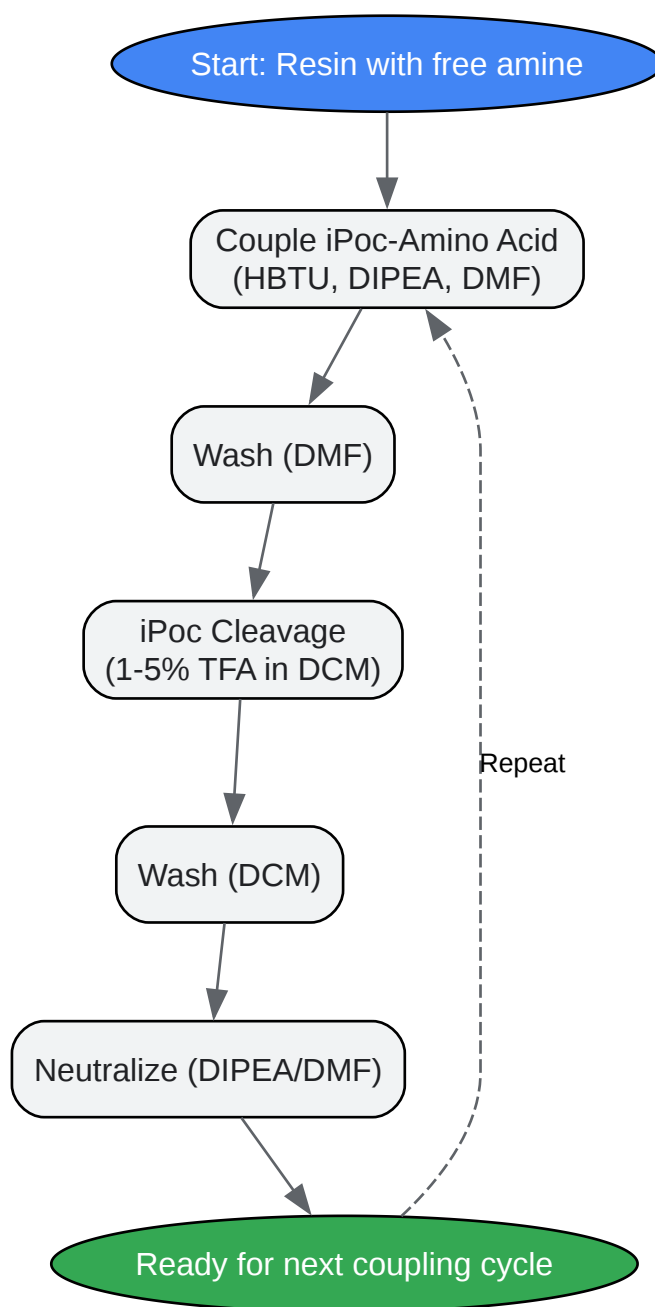 Start: Resin with free amine
Couple iPoc-Amino Acid
(HBTU, DIPEA, DMF)
Wash (DMF)
iPoc Cleavage
(1-5% TFA in DCM)
Repeat
Wash (DCM)
Neutralize (DIPEA/DMF)
Ready for next coupling cycle